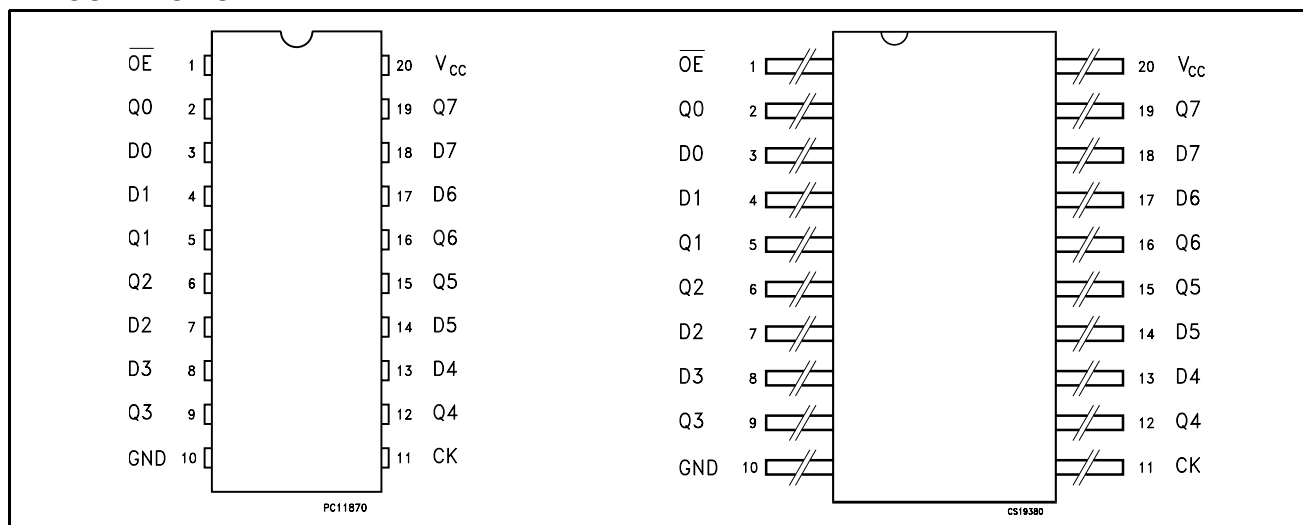 O̅E̅ 1 20 VCC
Q0 2 19 Q7
D0 3 18 D7
D1 4 17 D6
Q1 5 16 Q6
Q2 6 15 Q5
D2 7 14 D5
D3 8 13 D4
Q3 9 12 Q4
GND 10 11 CK
PC11870
O̅E̅ 1 20 VCC
Q0 2 19 Q7
D0 3 18 D7
D1 4 17 D6
Q1 5 16 Q6
Q2 6 15 Q5
D2 7 14 D5
D3 8 13 D4
Q3 9 12 Q4
GND 10 11 CK
CS19380